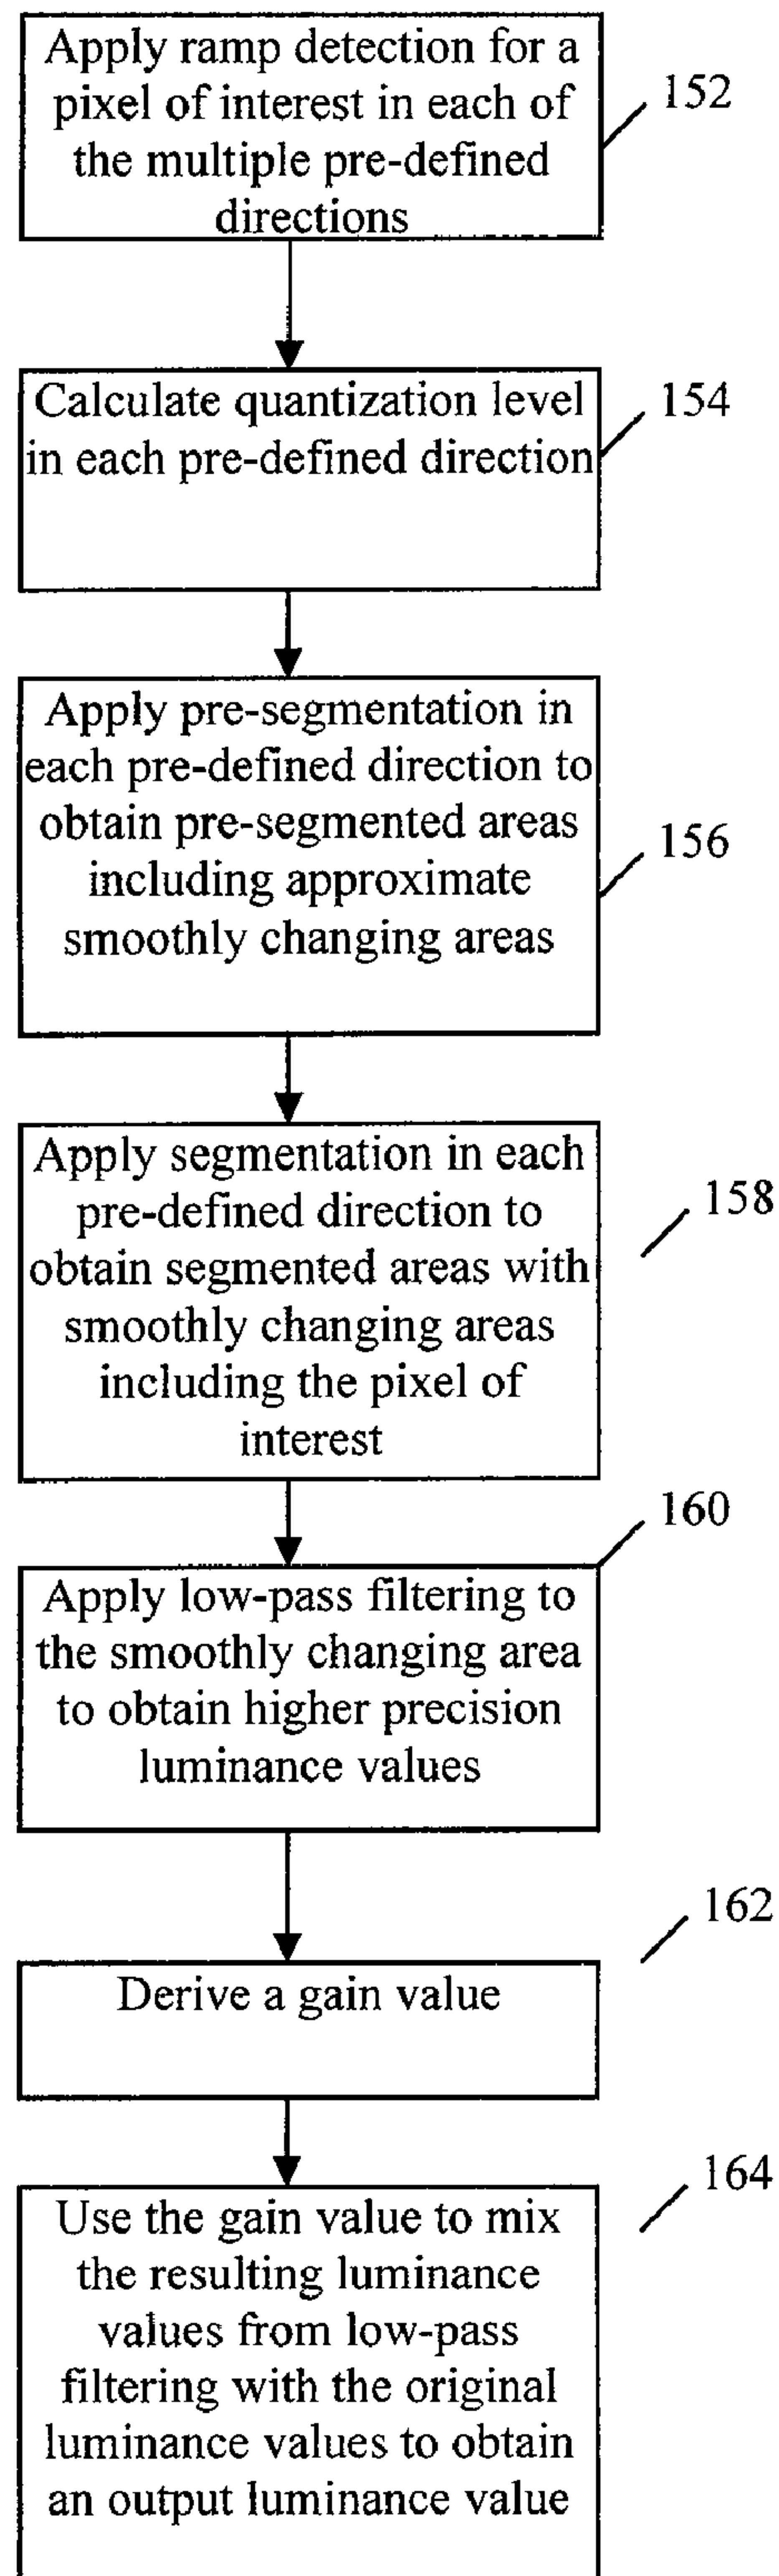 Apply ramp detection for a
pixel of interest in each of
the multiple pre-defined
directions
152
Calculate quantization level
in each pre-defined direction
154
Apply pre-segmentation in
each pre-defined direction to
obtain pre-segmented areas
including approximate
smoothly changing areas
156
Apply segmentation in each
pre-defined direction to
obtain segmented areas with
smoothly changing areas
including the pixel of
interest
158
160
Apply low-pass filtering to
the smoothly changing area
to obtain higher precision
luminance values
162
Derive a gain value
164
Use the gain value to mix
the resulting luminance
values from low-pass
filtering with the original
luminance values to obtain
an output luminance value